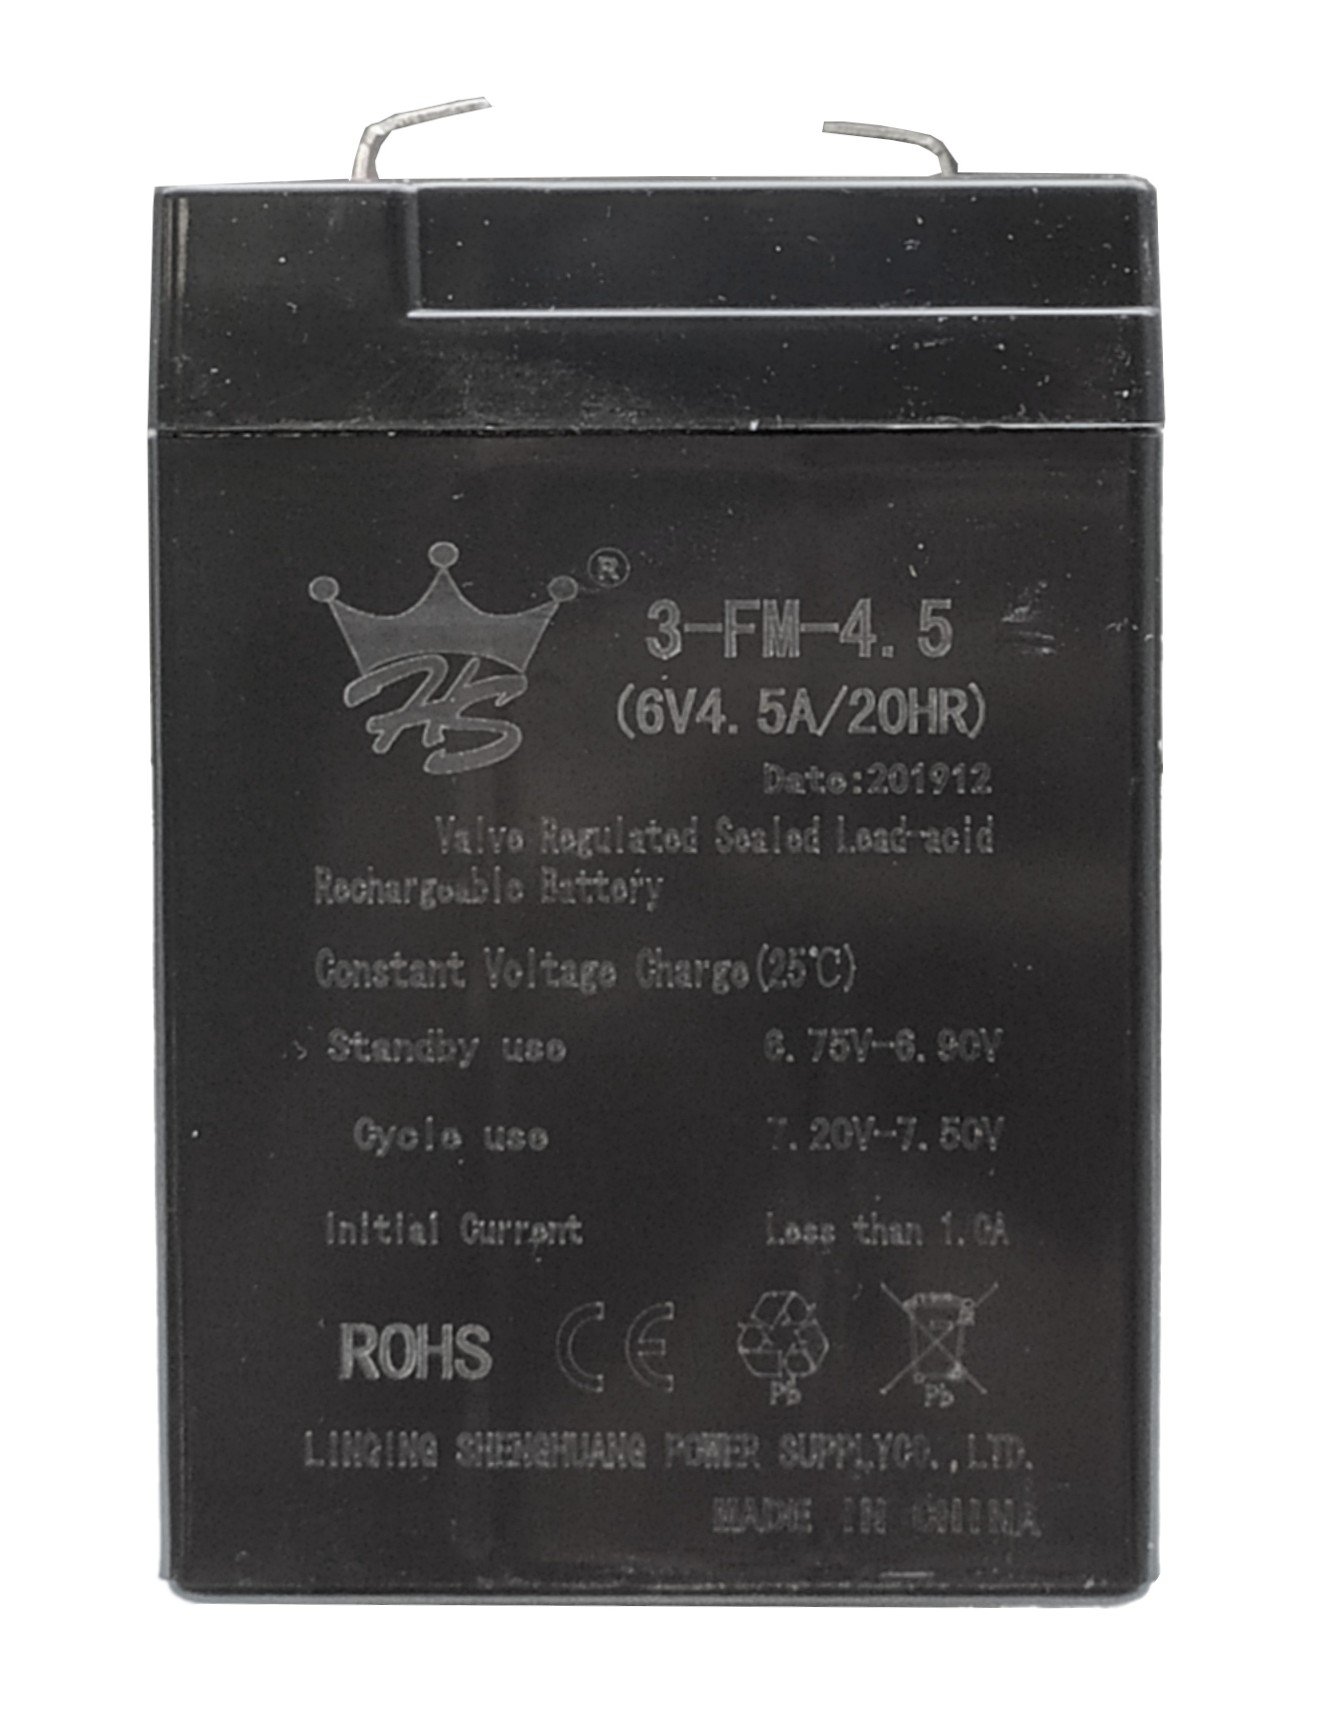 HS ®
3-FM-4.5
(6V4.5A/20HR)
Date:201912
Valve Regulated Sealed Lead-acid
Rechargeable Battery
Constant Voltage Charge(25℃)
Standby use 6.75V-6.90V
Cycle use 7.20V-7.50V
Initial Current Less than 1.0A
ROHS CE
Pb Pb
LINQING SHENGHUANG POWER SUPPLYCO.,LTD.
MADE IN CHINA